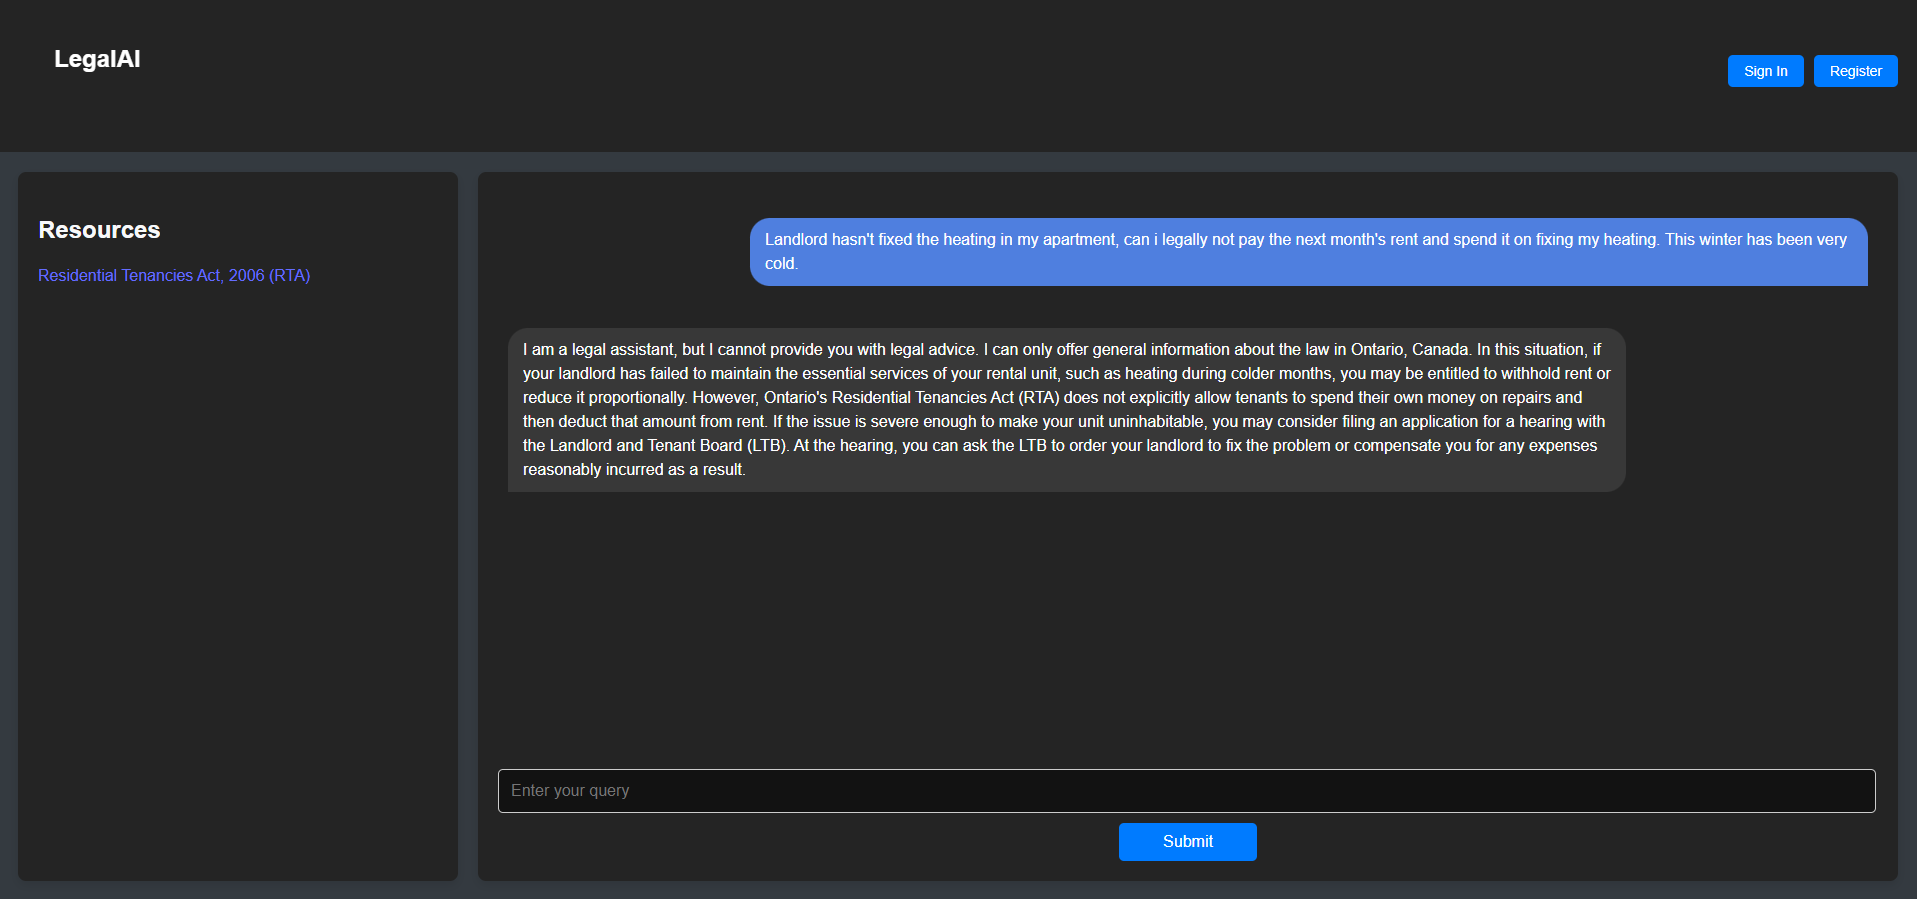 LegalAI
Sign In
Register
Resources
Residential Tenancies Act, 2006 (RTA)
Landlord hasn't fixed the heating in my apartment, can i legally not pay the next month's rent and spend it on fixing my heating. This winter has been very
cold.
I am a legal assistant, but I cannot provide you with legal advice. I can only offer general information about the law in Ontario, Canada. In this situation, if
your landlord has failed to maintain the essential services of your rental unit, such as heating during colder months, you may be entitled to withhold rent or
reduce it proportionally. However, Ontario's Residential Tenancies Act (RTA) does not explicitly allow tenants to spend their own money on repairs and
then deduct that amount from rent. If the issue is severe enough to make your unit uninhabitable, you may consider filing an application for a hearing with
the Landlord and Tenant Board (LTB). At the hearing, you can ask the LTB to order your landlord to fix the problem or compensate you for any expenses
reasonably incurred as a result.
Enter your query
Submit